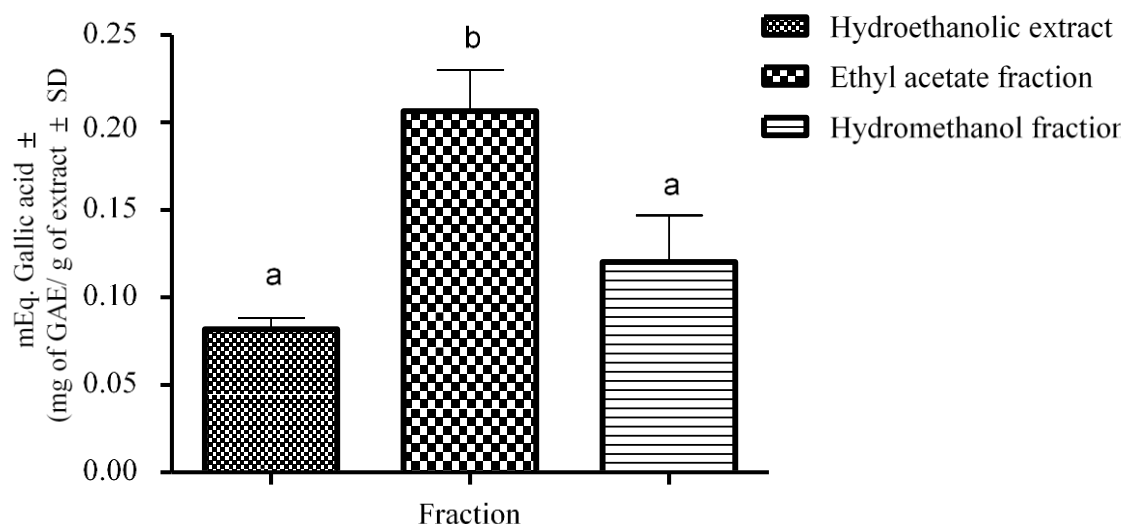 mEq. Gallic acid ±
(mg of GAE/ g of extract ± SD
0.25
0.20
0.15
0.10
0.05
0.00
a
b
a
Fraction
Hydroethanolic extract
Ethyl acetate fraction
Hydromethanol fraction